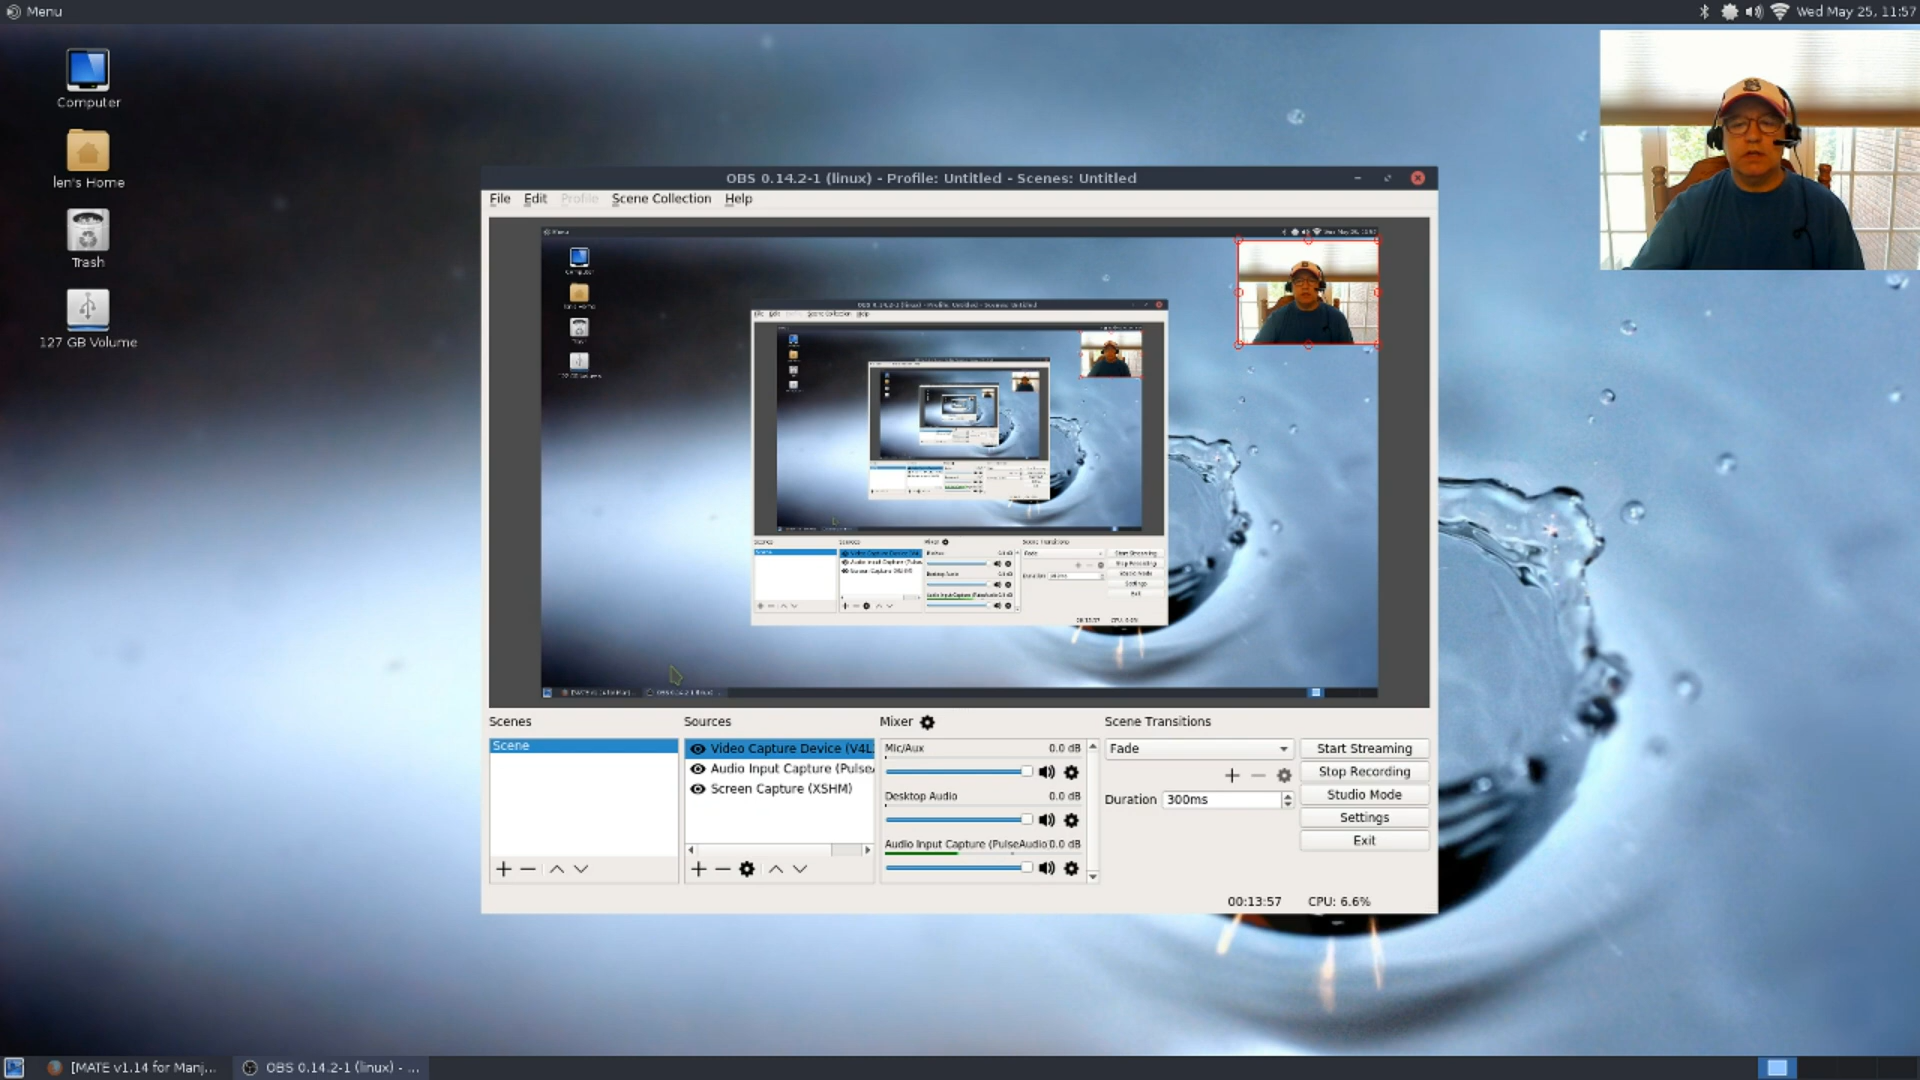 Menu
Wed May 25, 11:57
Computer
len's Home
Trash
127 GB Volume
OBS 0.14.2-1 (linux) - Profile: Untitled - Scenes: Untitled
File Edit Profile Scene Collection Help
Scenes
Sources
Mixer
Scene Transitions
Scene
Video Capture Device (V4L
Audio Input Capture (Pulse
Screen Capture (XSHM)
Mic/Aux 0.0 dB
Desktop Audio 0.0 dB
Audio Input Capture (PulseAudio 0.0 dB
Fade
Duration 300ms
Start Streaming
Stop Recording
Studio Mode
Settings
Exit
00:13:57 CPU: 6.6%
[MATE v1.14 for Manj...
OBS 0.14.2-1 (linux) - ...